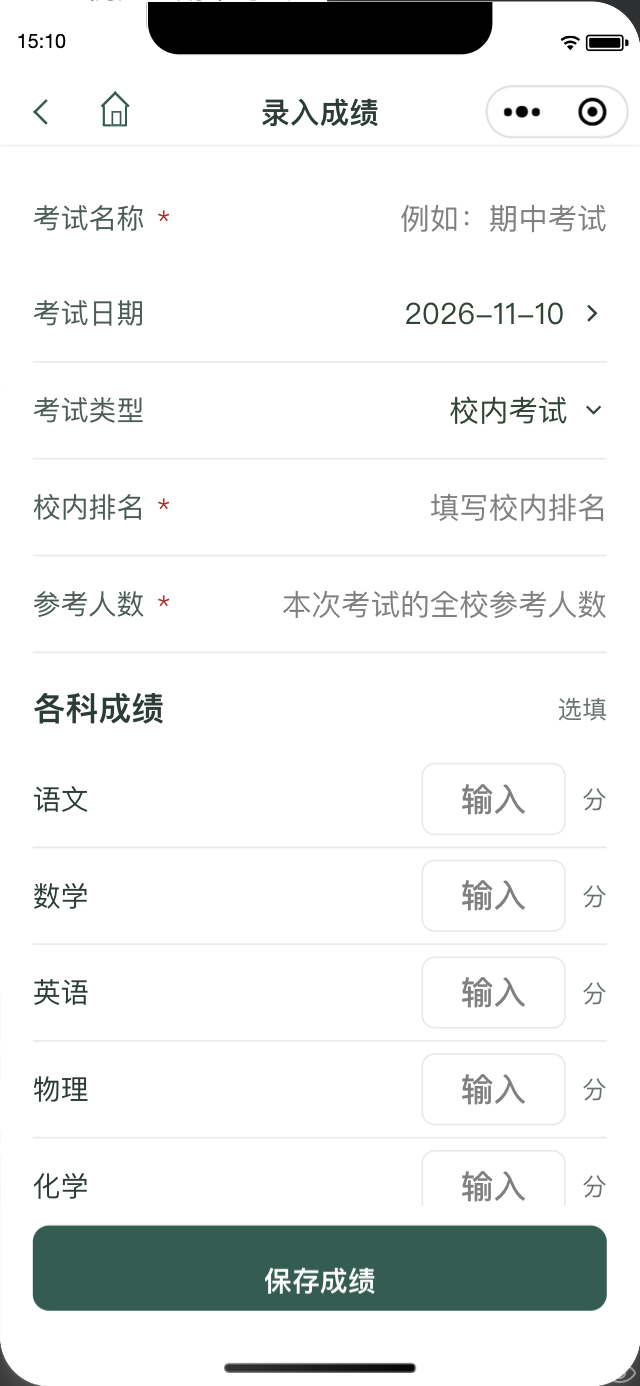 15:10
录入成绩
考试名称 * 例如：期中考试
考试日期 2026-11-10
考试类型 校内考试
校内排名 * 填写校内排名
参考人数 * 本次考试的全校参考人数
各科成绩 选填
语文 输入 分
数学 输入 分
英语 输入 分
物理 输入 分
化学 输入 分
保存成绩